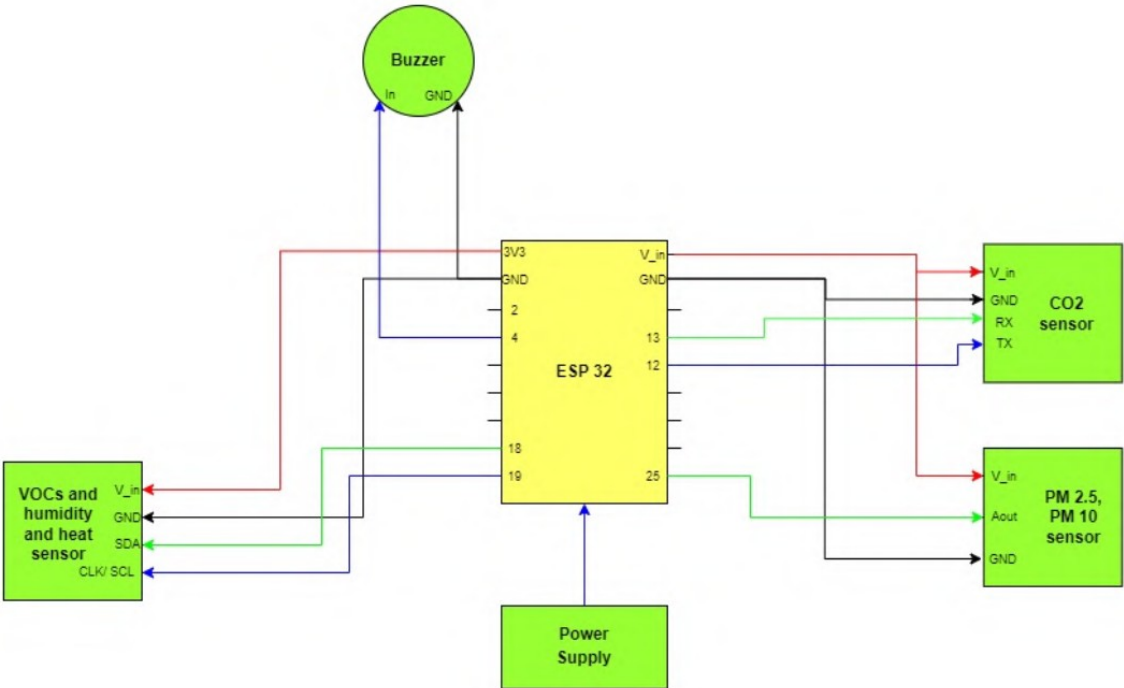 Buzzer
In GND
3V3 V_in
GND GND
2
4 13
12
ESP 32
18
19 25
V_in
GND
RX
TX
CO2
sensor
VOCs and
humidity
and heat
sensor
V_in
GND
SDA
CLK/ SCL
V_in
Aout
GND
PM 2.5,
PM 10
sensor
Power
Supply